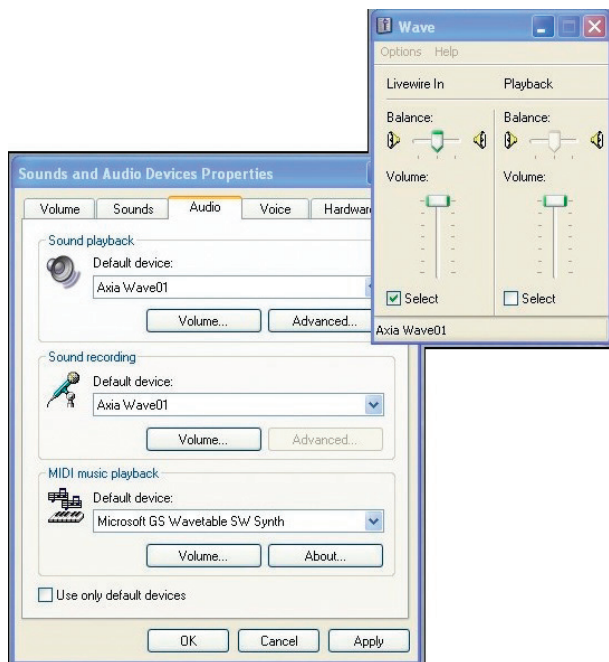 Wave
Options Help
Livewire In Playback
Balance: Balance:
Volume: Volume:
Select Select
Axia Wave01
Sounds and Audio Devices Properties
Volume Sounds Audio Voice Hardware
Sound playback
Default device:
Axia Wave01
Volume... Advanced...
Sound recording
Default device:
Axia Wave01
Volume... Advanced...
MIDI music playback
Default device:
Microsoft GS Wavetable SW Synth
Volume... About...
Use only default devices
OK Cancel Apply